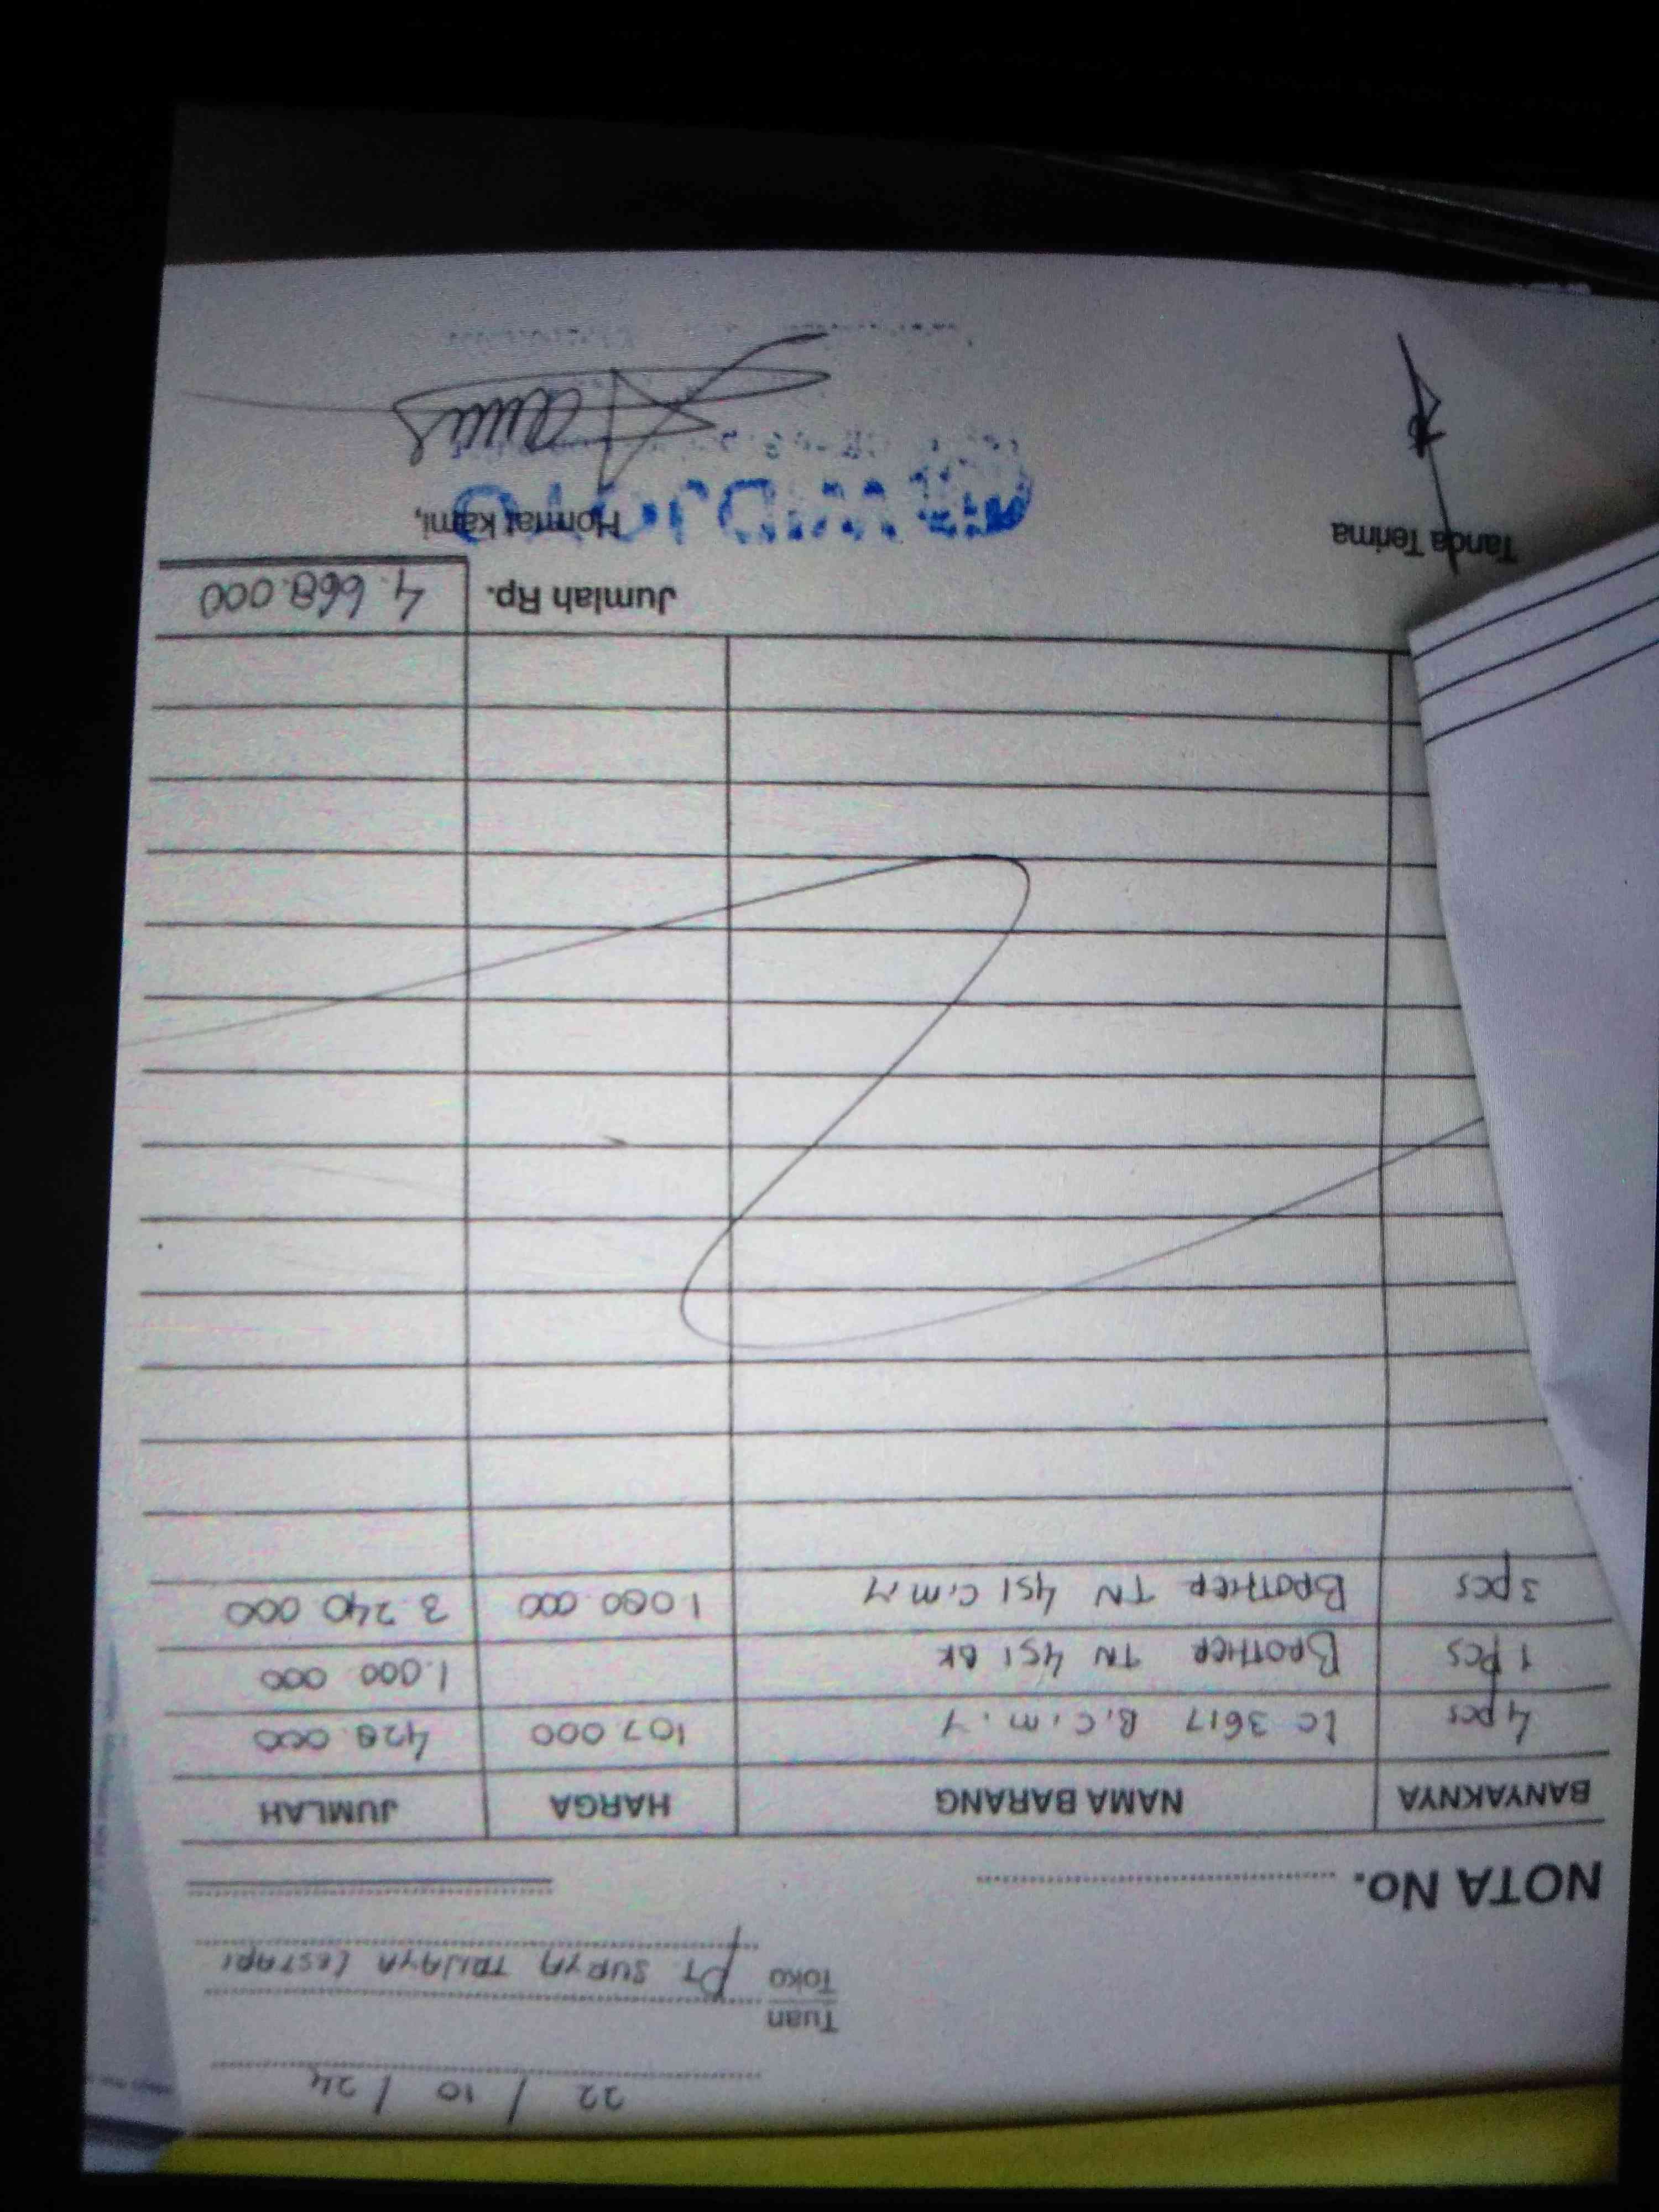 22 / 10 / 24
Tuan
Toko PT SURYA TRIJAYA LESTARI
NOTA No.
BANYAKNYA NAMA BARANG HARGA JUMLAH
4 pcs LC 3617 B.C.M.Y 107.000 428.000
1 pcs BROTHER TN 451 BK 1.000 000
3 pcs BROTHER TN 451 C.M.Y 1.080.000 3.240.000
Jumlah Rp. 4.668.000
Tanda Terima Hormat kami,